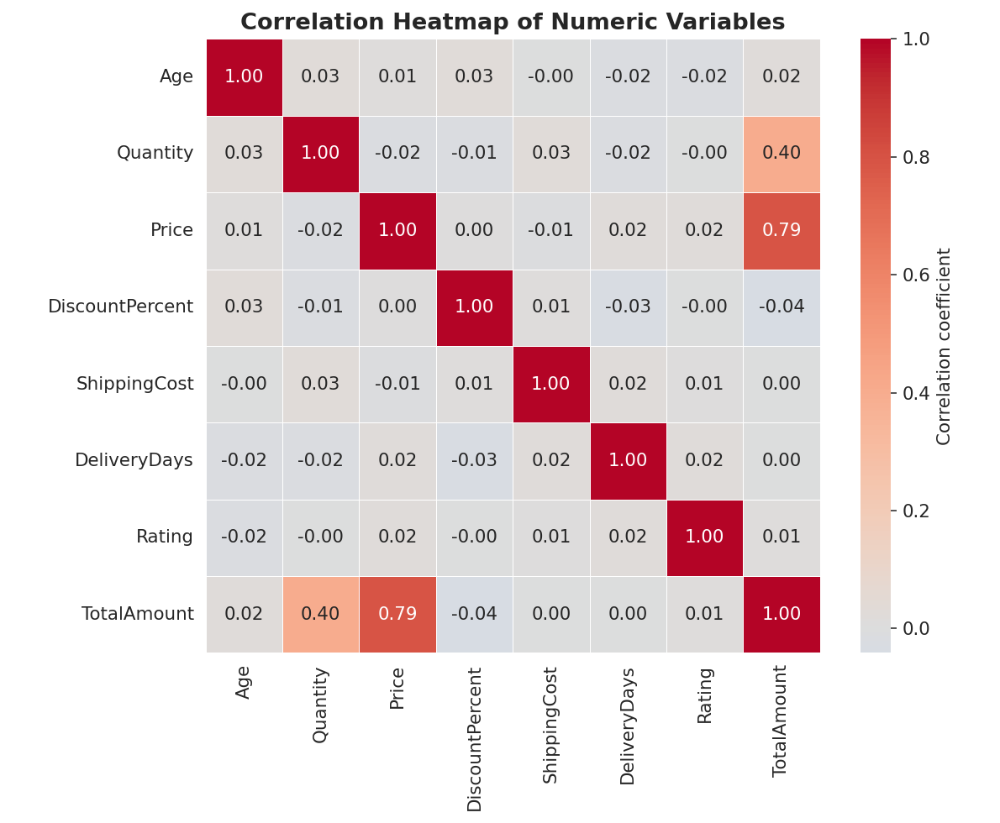 Correlation Heatmap of Numeric Variables
Age 1.00 0.03 0.01 0.03 -0.00 -0.02 -0.02 0.02
Quantity 0.03 1.00 -0.02 -0.01 0.03 -0.02 -0.00 0.40
Price 0.01 -0.02 1.00 0.00 -0.01 0.02 0.02 0.79
DiscountPercent 0.03 -0.01 0.00 1.00 0.01 -0.03 -0.00 -0.04
ShippingCost -0.00 0.03 -0.01 0.01 1.00 0.02 0.01 0.00
DeliveryDays -0.02 -0.02 0.02 -0.03 0.02 1.00 0.02 0.00
Rating -0.02 -0.00 0.02 -0.00 0.01 0.02 1.00 0.01
TotalAmount 0.02 0.40 0.79 -0.04 0.00 0.00 0.01 1.00
Age
Quantity
Price
DiscountPercent
ShippingCost
DeliveryDays
Rating
TotalAmount
1.0
0.8
0.6
0.4
0.2
0.0
Correlation coefficient